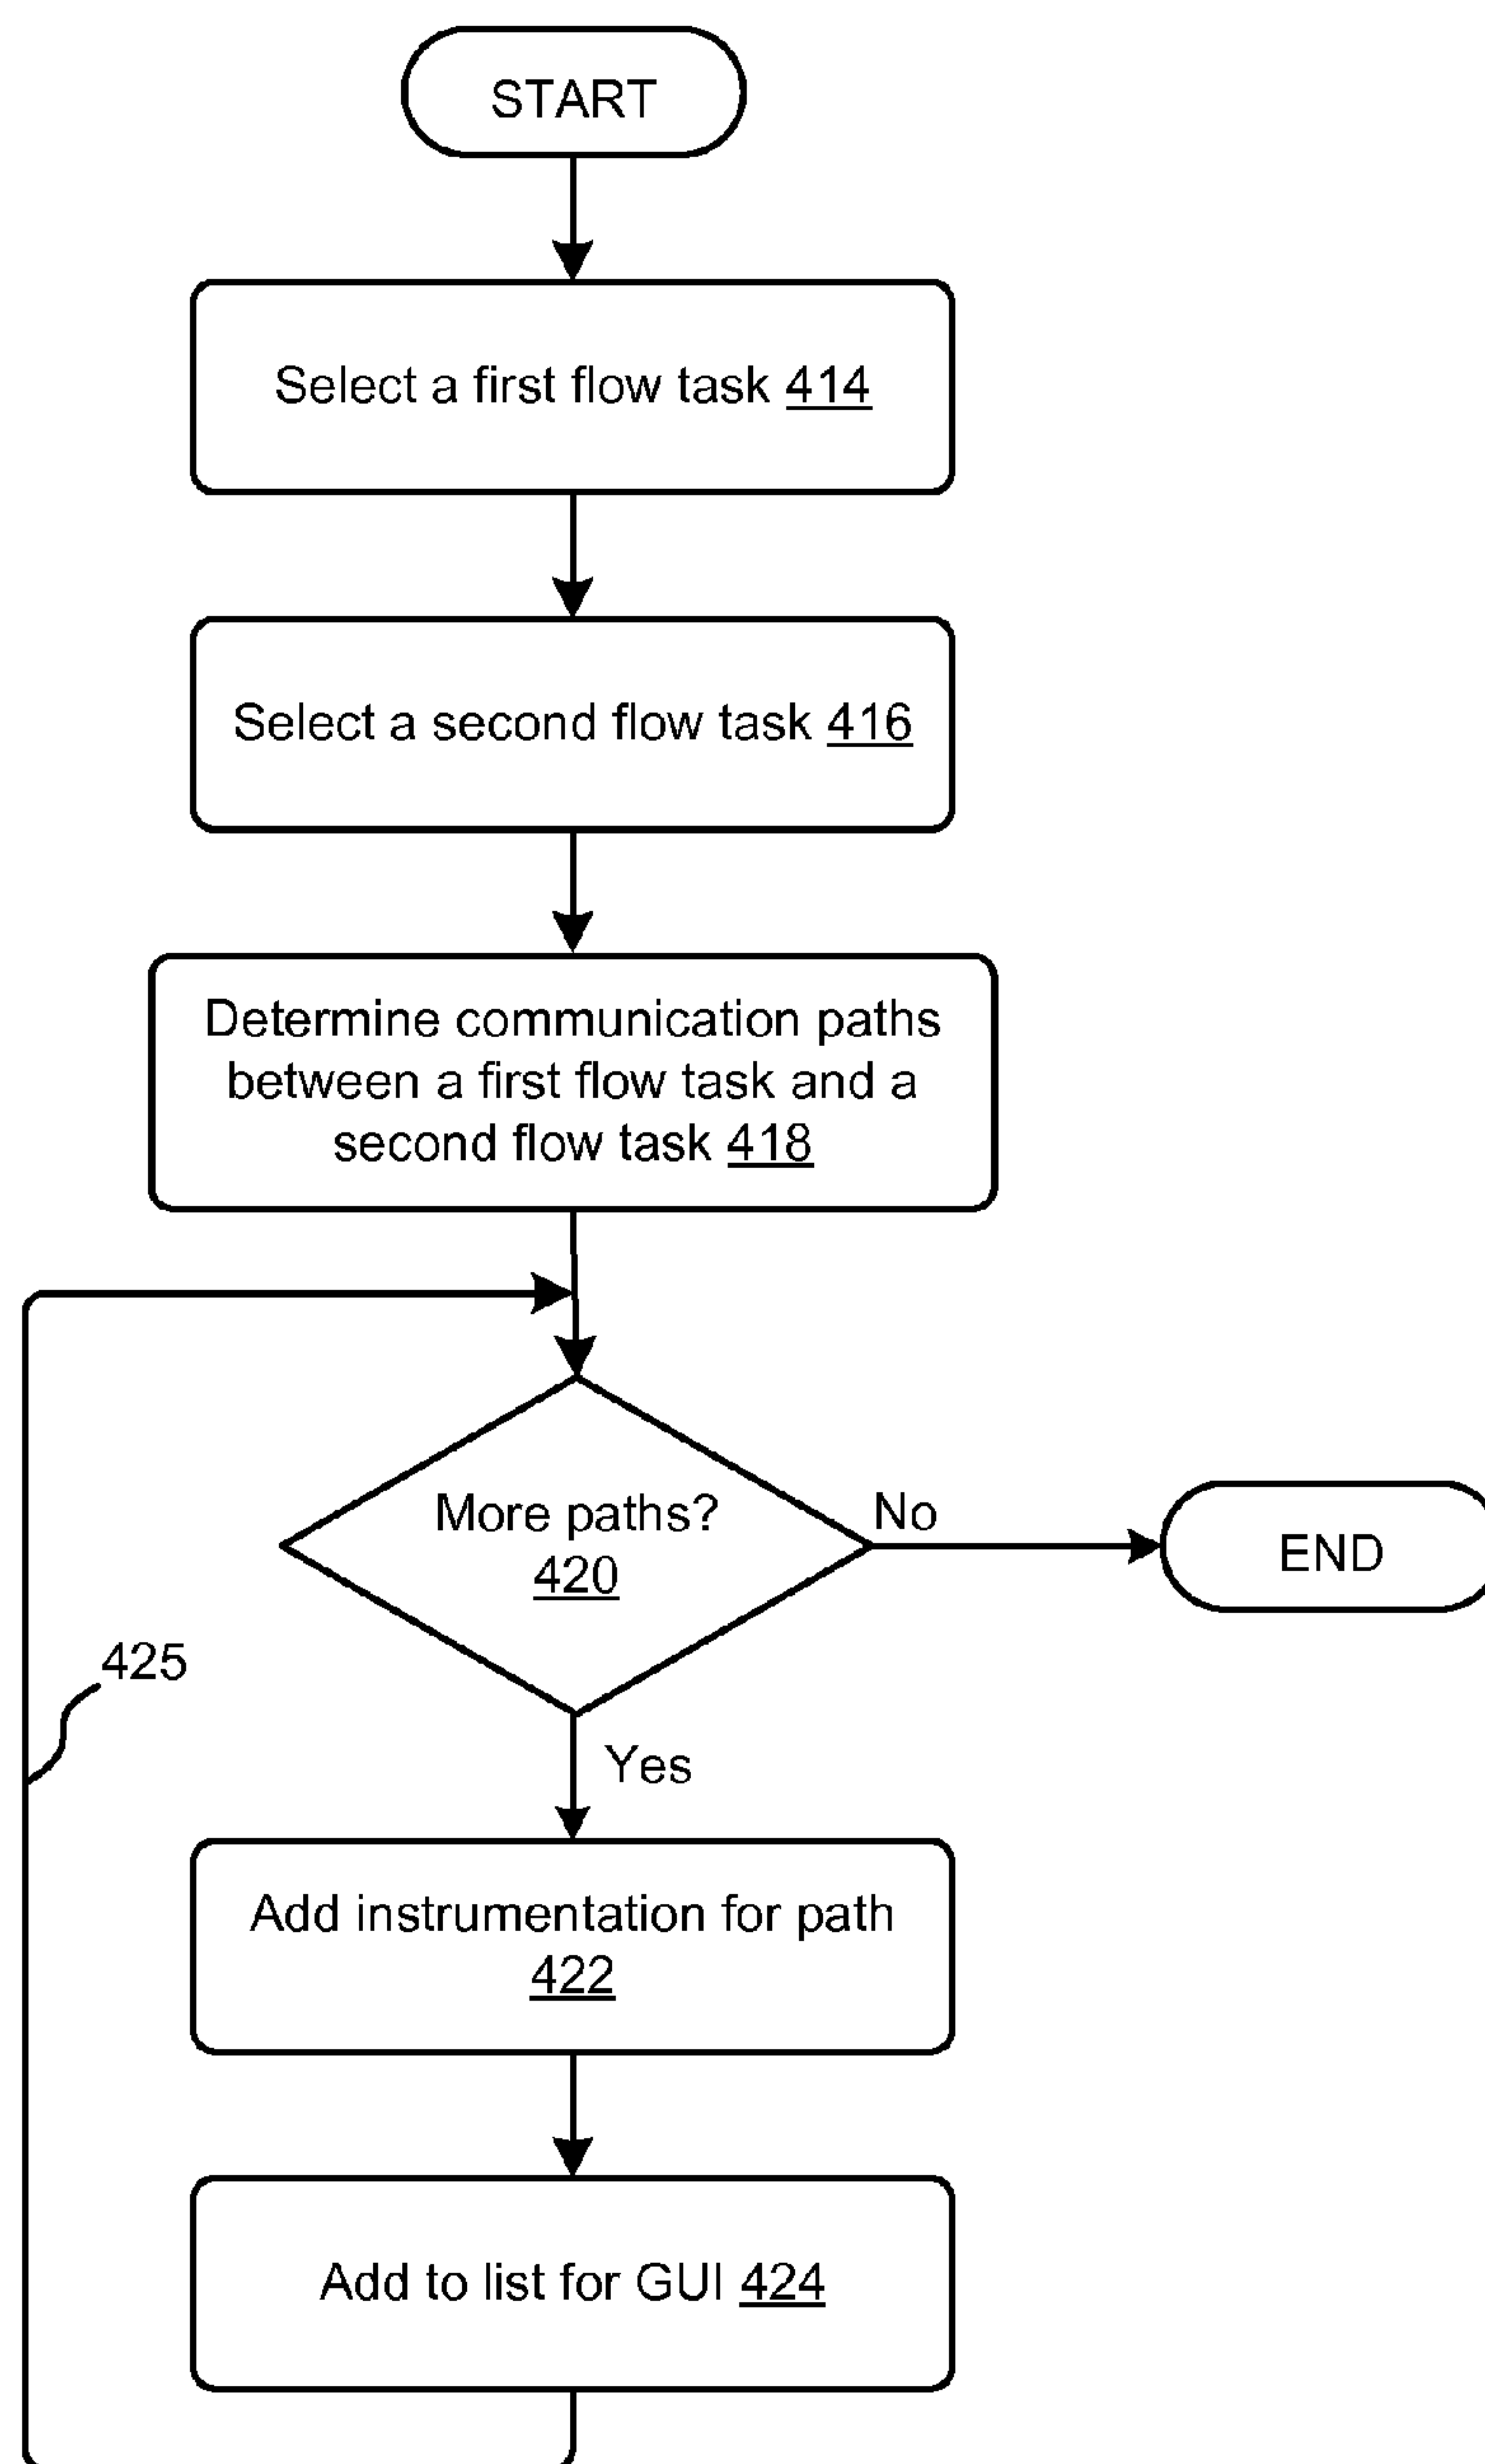 START
Select a first flow task 414
Select a second flow task 416
Determine communication paths
between a first flow task and a
second flow task 418
More paths?
420
No
END
425
Yes
Add instrumentation for path
422
Add to list for GUI 424